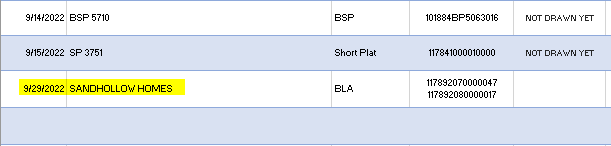 9/14/2022 BSP 5710 BSP 101884BP5063016 NOT DRAWN YET
9/15/2022 SP 3751 Short Plat 117841000010000 NOT DRAWN YET
9/29/2022 SANDHOLLOW HOMES BLA 117892070000047
117892080000017